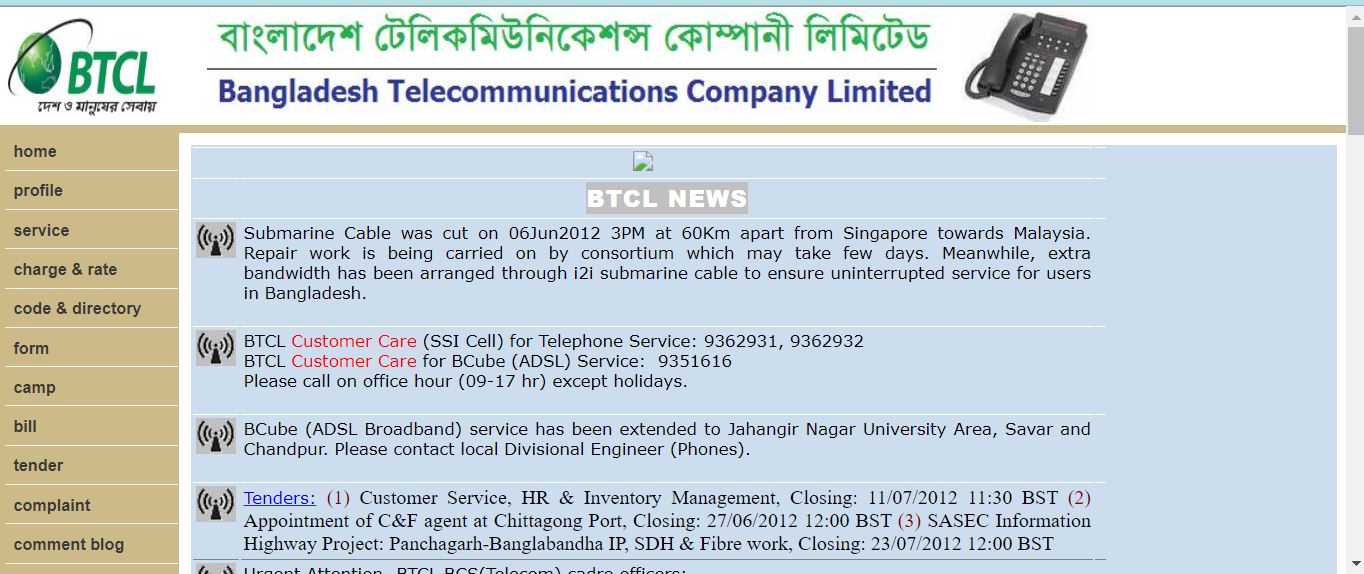 বাংলাদেশ টেলিকমিউনিকেশন্স কোম্পানী লিমিটেড
BTCL
দেশ ও মানুষের সেবায়
Bangladesh Telecommunications Company Limited
home
profile
service
charge & rate
code & directory
form
camp
bill
tender
complaint
comment blog
BTCL NEWS
Submarine Cable was cut on 06Jun2012 3PM at 60Km apart from Singapore towards Malaysia.
Repair work is being carried on by consortium which may take few days. Meanwhile, extra
bandwidth has been arranged through i2i submarine cable to ensure uninterrupted service for users
in Bangladesh.
BTCL Customer Care (SSI Cell) for Telephone Service: 9362931, 9362932
BTCL Customer Care for BCube (ADSL) Service: 9351616
Please call on office hour (09-17 hr) except holidays.
BCube (ADSL Broadband) service has been extended to Jahangir Nagar University Area, Savar and
Chandpur. Please contact local Divisional Engineer (Phones).
Tenders: (1) Customer Service, HR & Inventory Management, Closing: 11/07/2012 11:30 BST (2)
Appointment of C&F agent at Chittagong Port, Closing: 27/06/2012 12:00 BST (3) SASEC Information
Highway Project: Panchagarh-Banglabandha IP, SDH & Fibre work, Closing: 23/07/2012 12:00 BST
Urgent Attention BTCL BCS(Telecom) cadre officers: